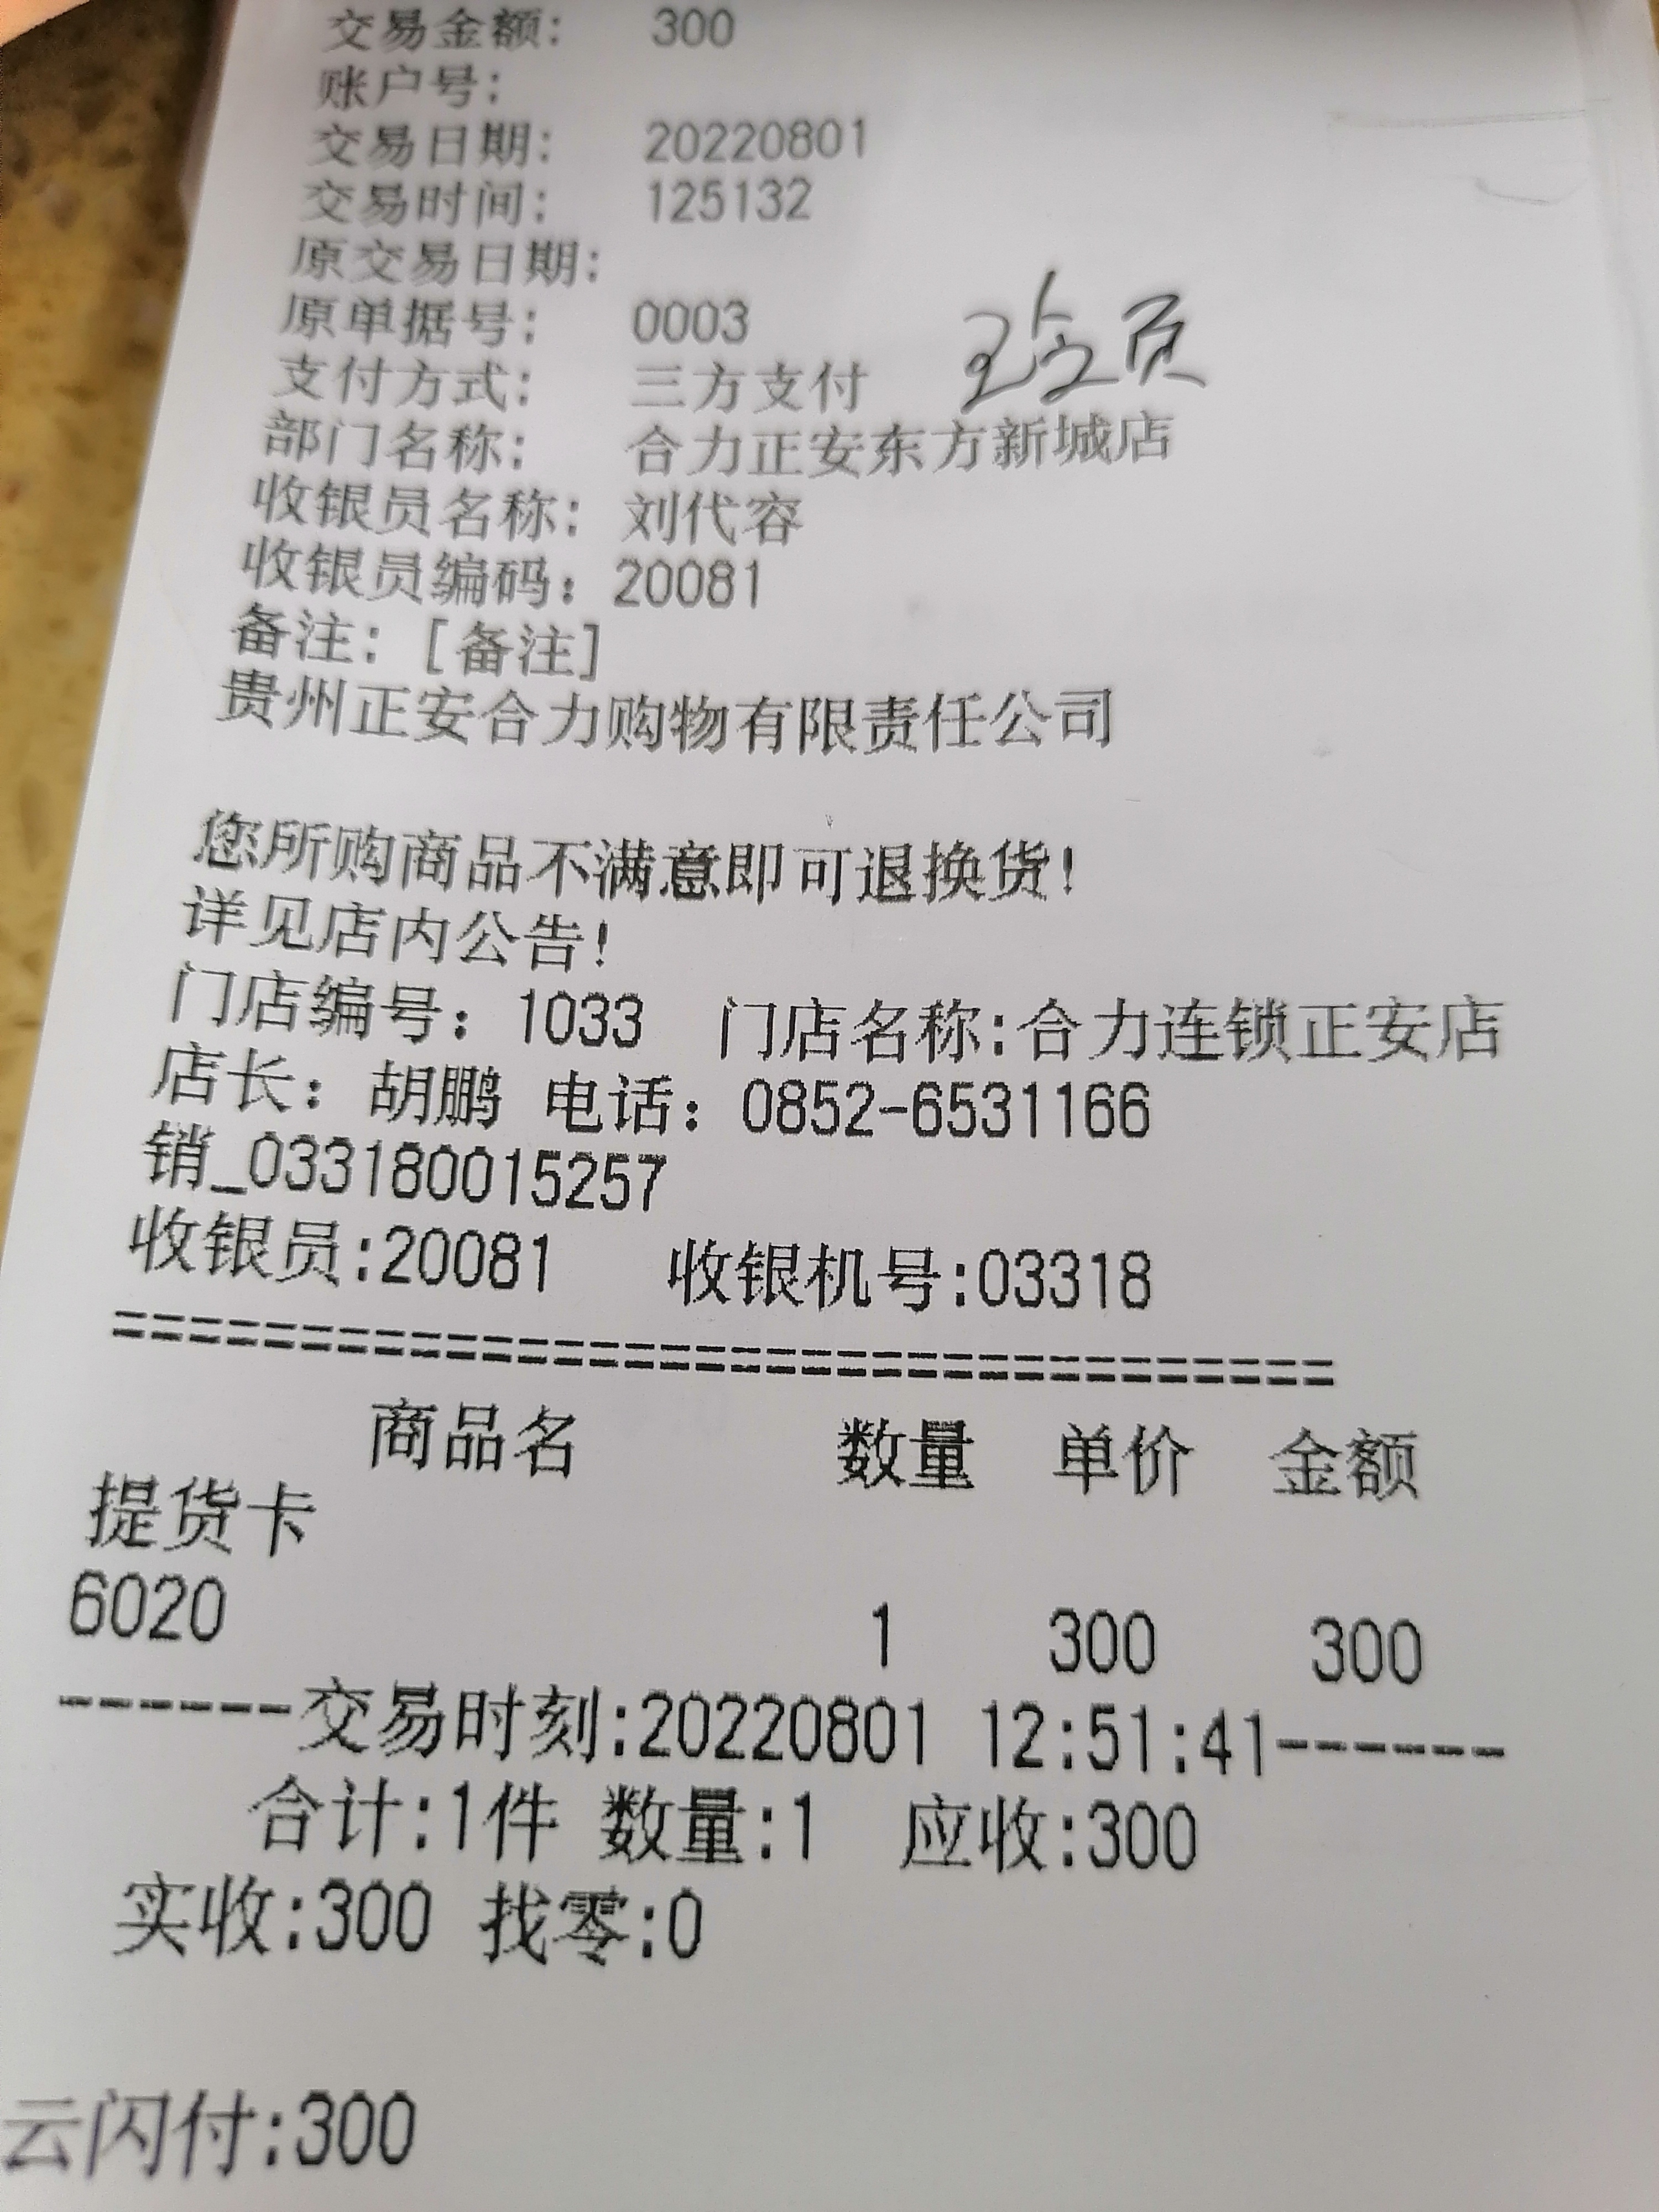 交易金额: 300
账户号:
交易日期: 20220801
交易时间: 125132
原交易日期:
原单据号: 0003
支付方式: 三方支付
部门名称: 合力正安东方新城店
收银员名称: 刘代容
收银员编码: 20081
备注: [备注]
贵州正安合力购物有限责任公司
您所购商品不满意即可退换货!
详见店内公告!
门店编号: 1033 门店名称:合力连锁正安店
店长: 胡鹏 电话: 0852-6531166
销_033180015257
收银员:20081 收银机号:03318
==================================
商品名 数量 单价 金额
提货卡
6020 1 300 300
------交易时刻:20220801 12:51:41------
合计:1件 数量:1 应收:300
实收:300 找零:0
云闪付:300